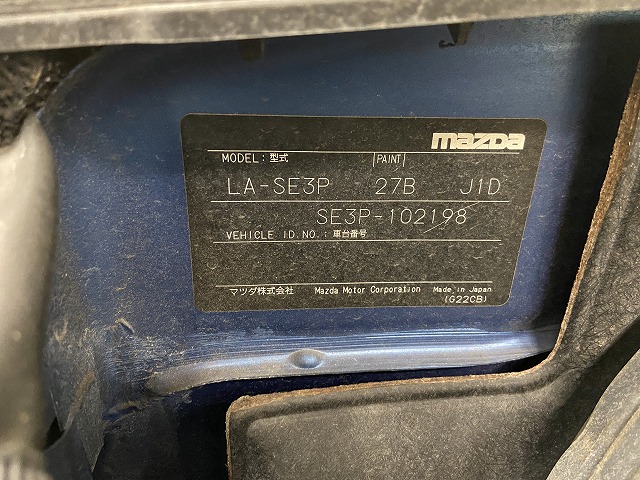 mazda
MODEL: 型式 PAINT
LA-SE3P 27B J1D
SE3P-102198
VEHICLE ID.NO.: 車台番号
マツダ株式会社 Mazda Motor Corporation Made in Japan
(G22CB)